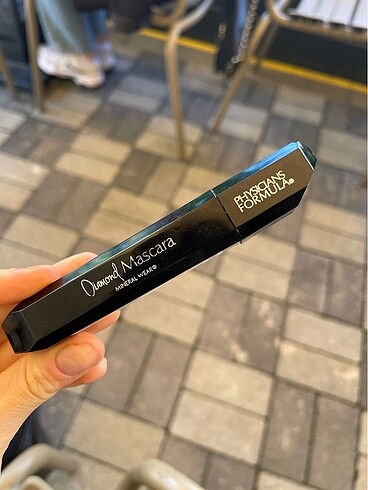 PHYSICIANS
FORMULA®
Diamond Mascara
MINERAL WEAR®